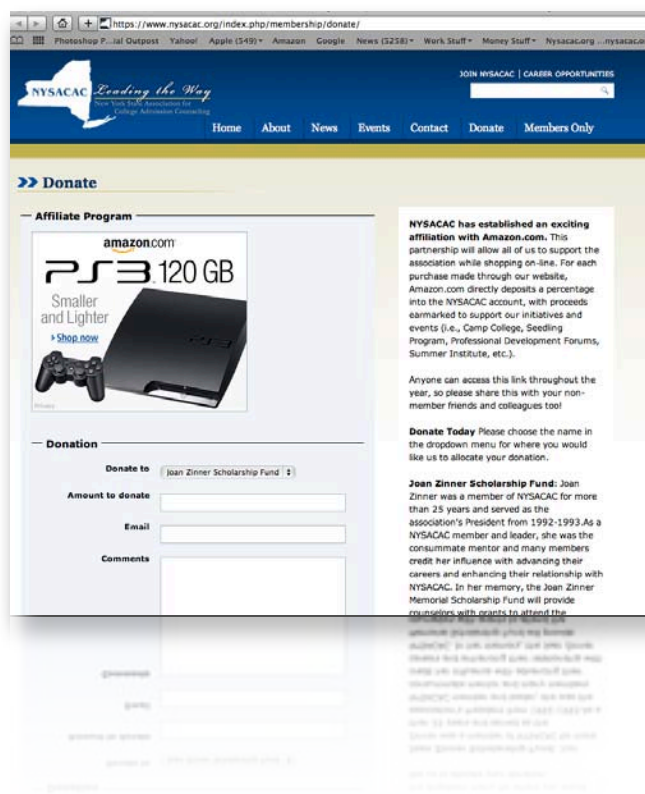 https://www.nysacac.org/index.php/membership/donate/
Photoshop P...ial Outpost Yahoo! Apple (549) Amazon Google News (5258) Work Stuff Money Stuff Nysacac.org ...nysacac.o
NYSACAC Leading the Way
New York State Association for
College Admission Counseling
JOIN NYSACAC | CAREER OPPORTUNITIES
Home About News Events Contact Donate Members Only
Donate
Affiliate Program
amazon.com
PS3 120 GB
Smaller
and Lighter
Shop now
PS3
Privacy
Donation
Donate to Joan Zinner Scholarship Fund
Amount to donate
Email
Comments
NYSACAC has established an exciting
affiliation with Amazon.com. This
partnership will allow all of us to support the
association while shopping on-line. For each
purchase made through our website,
Amazon.com directly deposits a percentage
into the NYSACAC account, with proceeds
earmarked to support our initiatives and
events (i.e., Camp College, Seedling
Program, Professional Development Forums,
Summer Institute, etc.).
Anyone can access this link throughout the
year, so please share this with your non-
member friends and colleagues too!
Donate Today Please choose the name in
the dropdown menu for where you would
like us to allocate your donation.
Joan Zinner Scholarship Fund: Joan
Zinner was a member of NYSACAC for more
than 25 years and served as the
association's President from 1992-1993.As a
NYSACAC member and leader, she was the
consummate mentor and many members
credit her influence with advancing their
careers and enhancing their relationship with
NYSACAC. In her memory, the Joan Zinner
Memorial Scholarship Fund will provide
counselors with grants to attend the